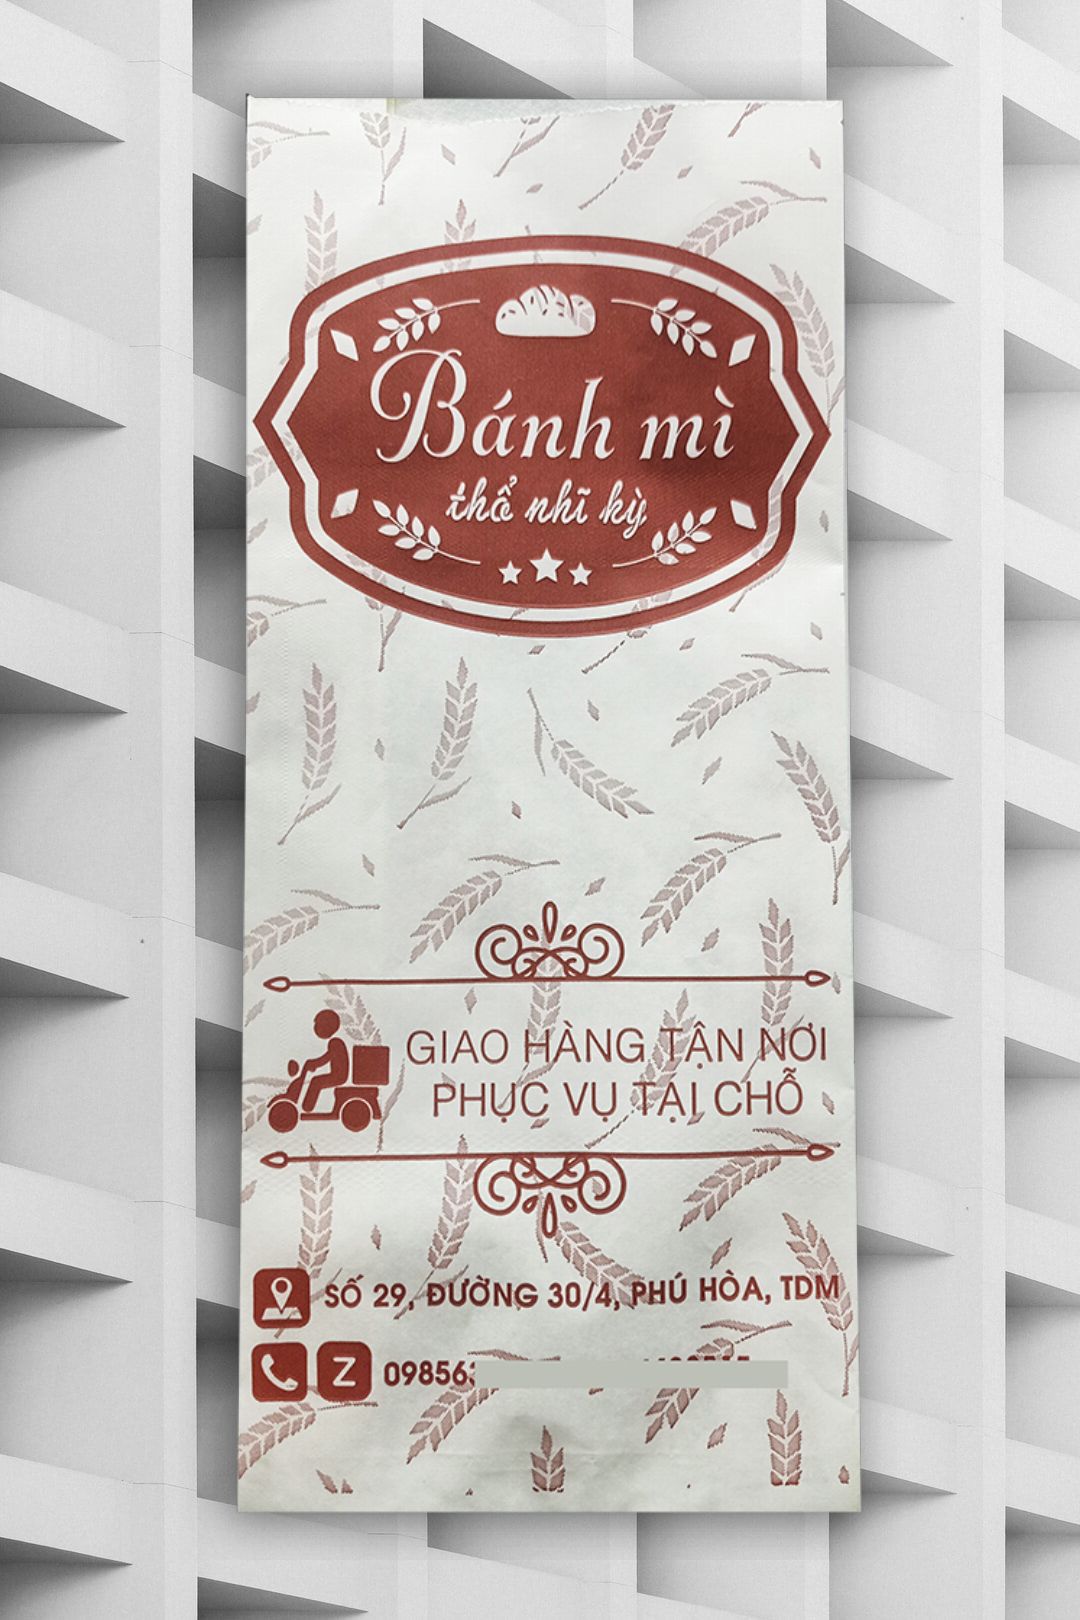 Bánh mì
thổ nhĩ kỳ
GIAO HÀNG TẬN NƠI
PHỤC VỤ TẠI CHỖ
SỐ 29, ĐƯỜNG 30/4, PHÚ HÒA, TDM
Z 09856